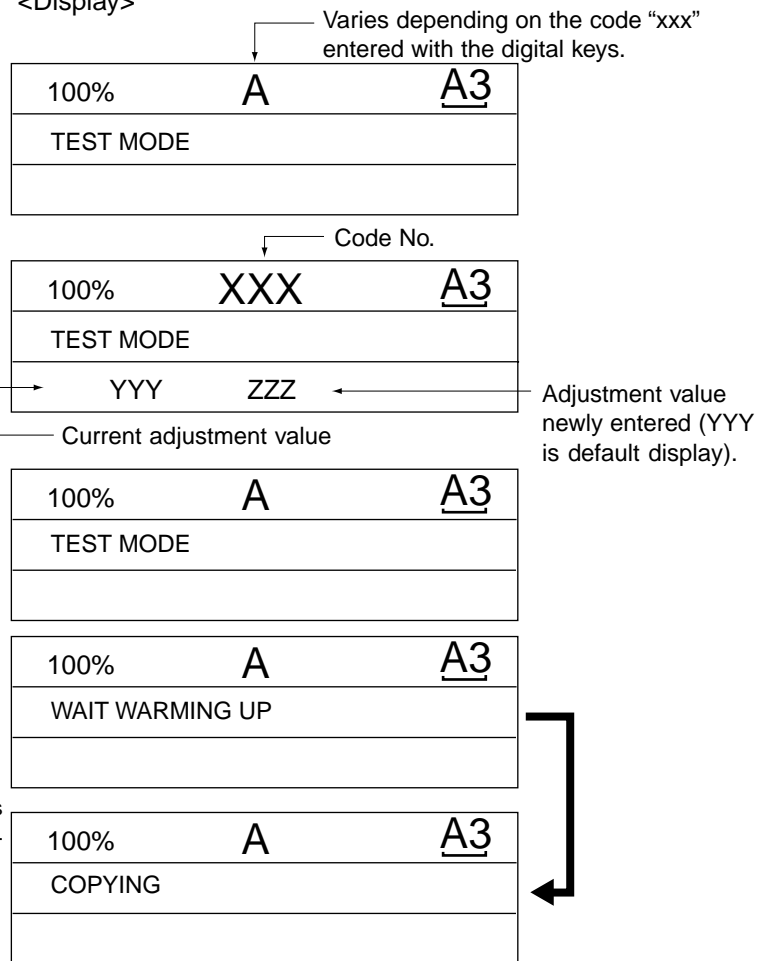 <Display>
Varies depending on the code “xxx”
entered with the digital keys.
100% A A3
TEST MODE
Code No.
100% XXX A3
TEST MODE
YYY ZZZ
Adjustment value
newly entered (YYY
is default display).
Current adjustment value
100% A A3
TEST MODE
100% A A3
WAIT WARMING UP
100% A A3
COPYING